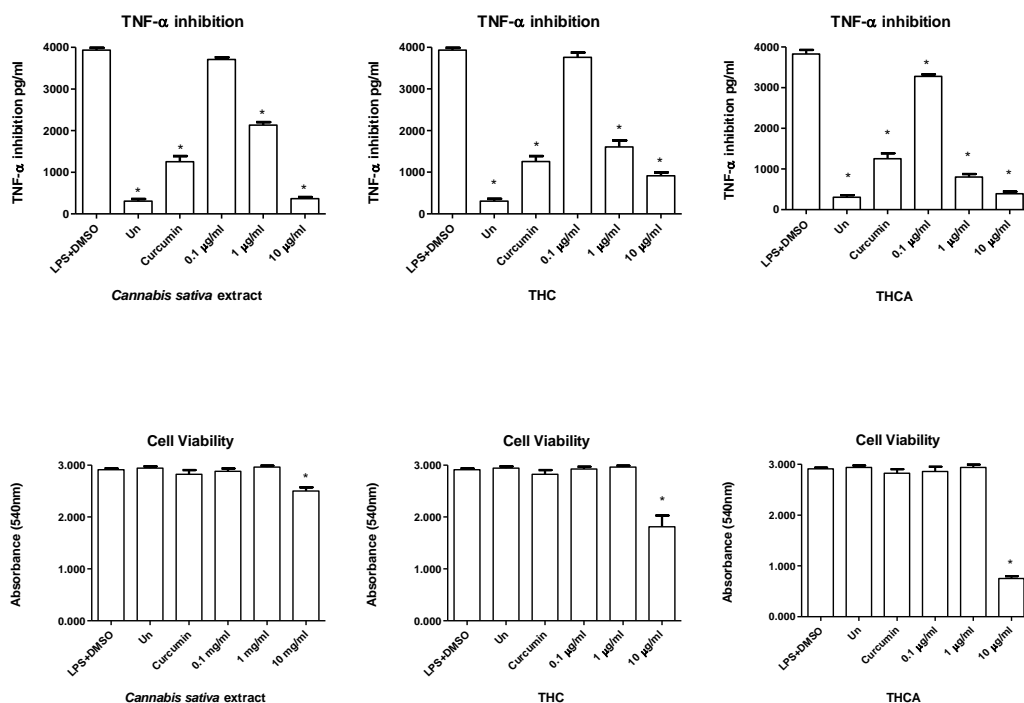 TNF-α inhibition
TNF-α inhibition pg/ml
4000
3000
2000
1000
0
*
*
*
*
LPS+DMSO
Un
Curcumin
0.1 µg/ml
1 µg/ml
10 µg/ml
Cannabis sativa extract
TNF-α inhibition
TNF-α inhibition pg/ml
4000
3000
2000
1000
0
*
*
*
*
LPS+DMSO
Un
Curcumin
0.1 µg/ml
1 µg/ml
10 µg/ml
THC
TNF-α inhibition
TNF-α inhibition pg/ml
4000
3000
2000
1000
0
*
*
*
*
*
LPS+DMSO
Un
Curcumin
0.1 µg/ml
1 µg/ml
10 µg/ml
THCA
Cell Viability
Absorbance (540nm)
3.000
2.000
1.000
0.000
*
LPS+DMSO
Un
Curcumin
0.1 mg/ml
1 mg/ml
10 mg/ml
Cannabis sativa extract
Cell Viability
Absorbance (540nm)
3.000
2.000
1.000
0.000
*
LPS+DMSO
Un
Curcumin
0.1 µg/ml
1 µg/ml
10 µg/ml
THC
Cell Viability
Absorbance (540nm)
3.000
2.000
1.000
0.000
*
LPS+DMSO
Un
Curcumin
0.1 µg/ml
1 µg/ml
10 µg/ml
THCA